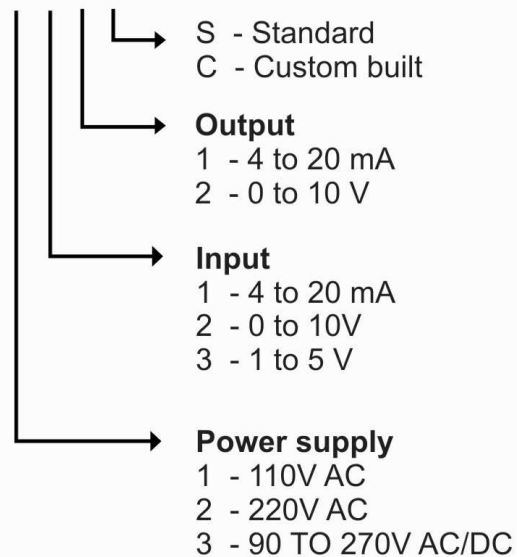 S - Standard
C - Custom built
Output
1 - 4 to 20 mA
2 - 0 to 10 V
Input
1 - 4 to 20 mA
2 - 0 to 10V
3 - 1 to 5 V
Power supply
1 - 110V AC
2 - 220V AC
3 - 90 TO 270V AC/DC